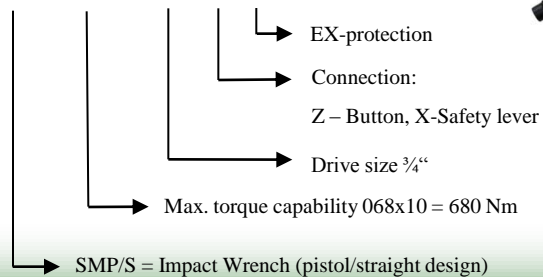 EX-protection
Connection:
Z – Button, X-Safety lever
Drive size ¾“
Max. torque capability 068x10 = 680 Nm
SMP/S = Impact Wrench (pistol/straight design)